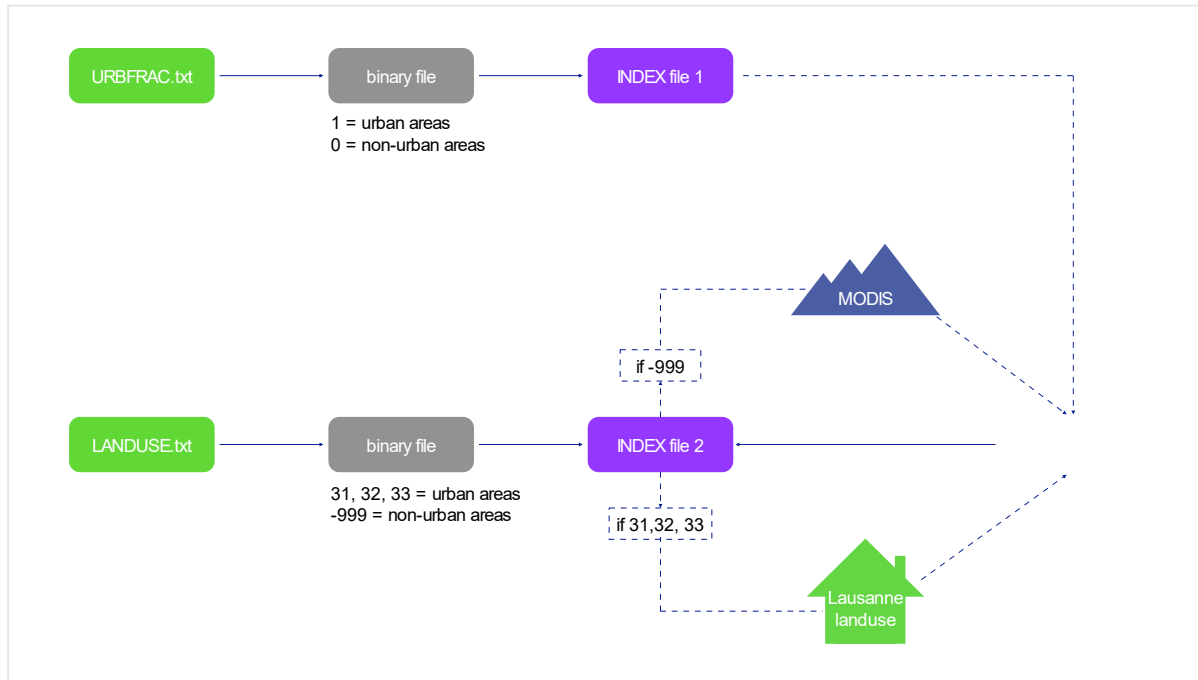 URBFRAC.txt
binary file
INDEX file 1
1 = urban areas
0 = non-urban areas
MODIS
if -999
LANDUSE.txt
binary file
INDEX file 2
31, 32, 33 = urban areas
-999 = non-urban areas
if 31,32, 33
Lausanne
landuse